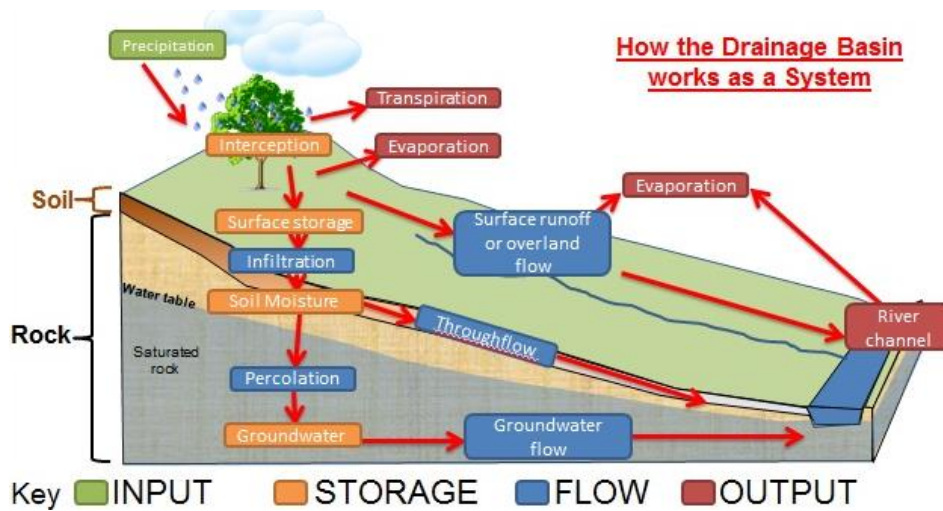 How the Drainage Basin
works as a System
Precipitation
Transpiration
Interception
Evaporation
Evaporation
Soil
Surface storage
Surface runoff
or overland
flow
Infiltration
Water table
Soil Moisture
Rock
Throughflow
River
channel
Saturated
rock
Percolation
Groundwater
Groundwater
flow
Key
INPUT
STORAGE
FLOW
OUTPUT